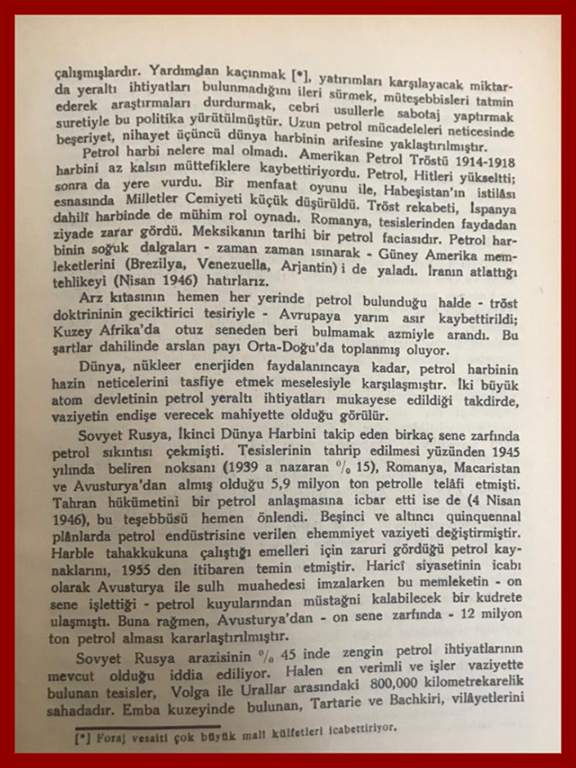 çalışmışlardır. Yardımdan kaçınmak [*], yatırımları karşılayacak miktar-
da yeraltı ihtiyatları bulunmadığını ileri sürmek, müteşebbisleri tatmin
ederek araştırmaları durdurmak, cebri usullerle sabotaj yaptırmak
suretiyle bu politika yürütülmüştür. Uzun petrol mücadeleleri neticesinde
beşeriyet, nihayet üçüncü dünya harbinin arifesine yaklaştırılmıştır.
Petrol harbi nelere mal olmadı. Amerikan Petrol Tröstü 1914-1918
harbini az kalsın müttefiklere kaybettiriyordu. Petrol, Hitleri yükseltti;
sonra da yere vurdu. Bir menfaat oyunu ile, Habeşistan'ın istilâsı
esnasında Milletler Cemiyeti küçük düşürüldü. Tröst rekabeti, İspanya
dahilî harbinde de mühim rol oynadı. Romanya, tesislerinden faydadan
ziyade zarar gördü. Meksikanın tarihi bir petrol faciasıdır. Petrol har-
binin soğuk dalgaları - zaman zaman ısınarak - Güney Amerika mem-
leketlerini (Brezilya, Venezuella, Arjantin) i de yaladı. İranın atlattığı
tehlikeyi (Nisan 1946) hatırlarız.
Arz kıtasının hemen her yerinde petrol bulunduğu halde - tröst
doktrininin geciktirici tesiriyle - Avrupaya yarım asır kaybettirildi;
Kuzey Afrika'da otuz seneden beri bulmamak azmiyle arandı. Bu
şartlar dahilinde arslan payı Orta-Doğu'da toplanmış oluyor.
Dünya, nükleer enerjiden faydalanıncaya kadar, petrol harbinin
hazin neticelerini tasfiye etmek meselesiyle karşılaşmıştır. İki büyük
atom devletinin petrol yeraltı ihtiyatları mukayese edildiği takdirde,
vaziyetin endişe verecek mahiyette olduğu görülür.
Sovyet Rusya, İkinci Dünya Harbini takip eden birkaç sene zarfında
petrol sıkıntısı çekmişti. Tesislerinin tahrip edilmesi yüzünden 1945
yılında beliren noksanı (1939 a nazaran % 15), Romanya, Macaristan
ve Avusturya'dan almış olduğu 5,9 milyon ton petrolle telâfi etmişti.
Tahran hükümetini bir petrol anlaşmasına icbar etti ise de (4 Nisan
1946), bu teşebbüsü hemen önlendi. Beşinci ve altıncı quinquennal
plânlarda petrol endüstrisine verilen ehemmiyet vaziyeti değiştirmiştir.
Harble tahakkukuna çalıştığı emelleri için zaruri gördüğü petrol kay-
naklarını, 1955 den itibaren temin etmiştir. Haricî siyasetinin icabı
olarak Avusturya ile sulh muahedesi imzalarken bu memleketin - on
sene işlettiği - petrol kuyularından müstağni kalabilecek bir kudrete
ulaşmıştı. Buna rağmen, Avusturya'dan - on sene zarfında - 12 milyon
ton petrol alması kararlaştırılmıştır.
Sovyet Rusya arazisinin % 45 inde zengin petrol ihtiyatlarının
mevcut olduğu iddia ediliyor. Halen en verimli ve işler vaziyette
bulunan tesisler, Volga ile Urallar arasındaki 800,000 kilometrekarelik
sahadadır. Emba kuzeyinde bulunan, Tartarie ve Bachkiri, vilâyetlerini
[*] Foraj vesaiti çok büyük mali külfetleri icabettiriyor.